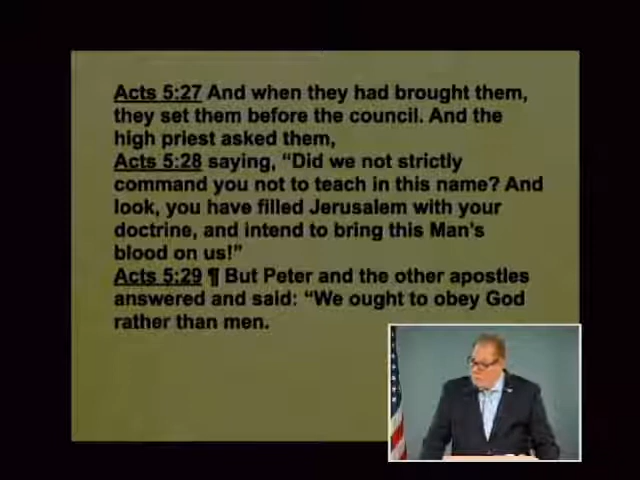 Acts 5:27 And when they had brought them,
they set them before the council. And the
high priest asked them,
Acts 5:28 saying, “Did we not strictly
command you not to teach in this name? And
look, you have filled Jerusalem with your
doctrine, and intend to bring this Man’s
blood on us!”
Acts 5:29 ¶ But Peter and the other apostles
answered and said: “We ought to obey God
rather than men.